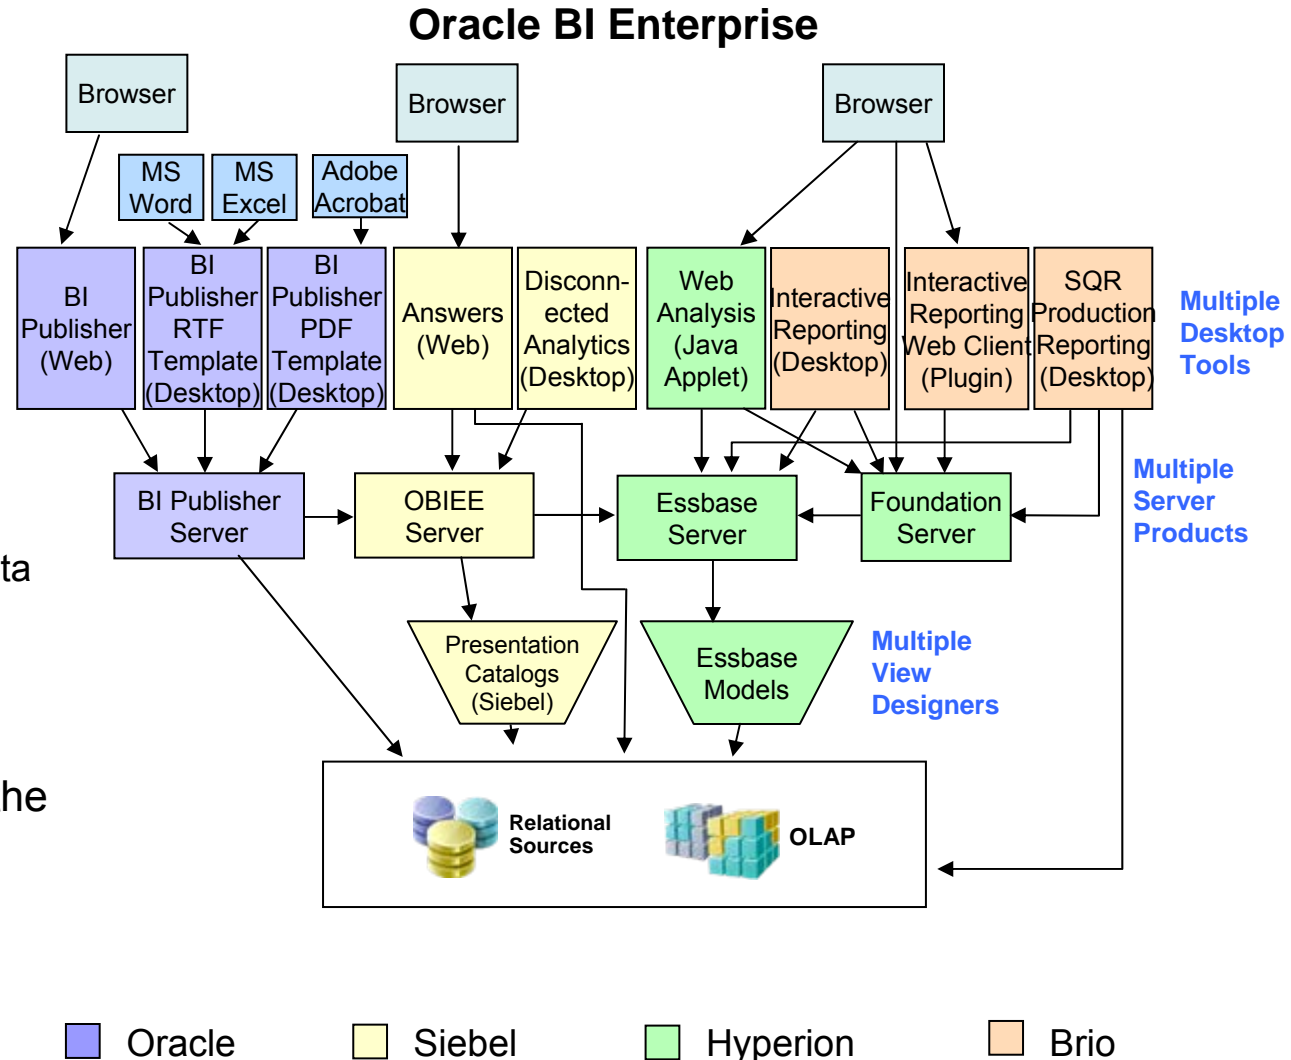 Oracle BI Enterprise
Browser
Browser
Browser
MS
Word
MS
Excel
Adobe
Acrobat
BI
Publisher
(Web)
BI
Publisher
RTF
Template
(Desktop)
BI
Publisher
PDF
Template
(Desktop)
Answers
(Web)
Disconn-
ected
Analytics
(Desktop)
Web
Analysis
(Java
Applet)
Interactive
Reporting
(Desktop)
Interactive
Reporting
Web Client
(Plugin)
SQR
Production
Reporting
(Desktop)
Multiple
Desktop
Tools
BI Publisher
Server
OBIEE
Server
Essbase
Server
Foundation
Server
Multiple
Server
Products
ta
Presentation
Catalogs
(Siebel)
Essbase
Models
Multiple
View
Designers
he
Relational
Sources
OLAP
Oracle
Siebel
Hyperion
Brio